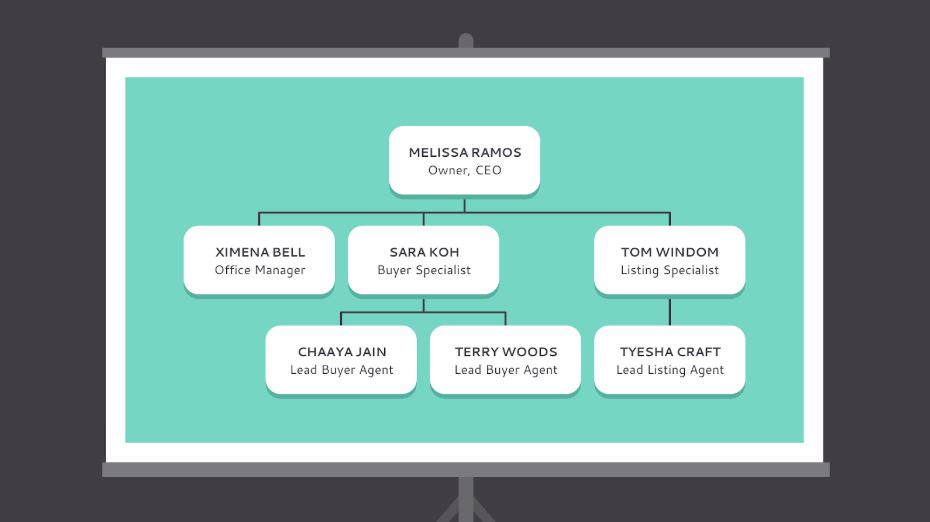 MELISSA RAMOS
Owner, CEO
XIMENA BELL
Office Manager
SARA KOH
Buyer Specialist
TOM WINDOM
Listing Specialist
CHAAYA JAIN
Lead Buyer Agent
TERRY WOODS
Lead Buyer Agent
TYESHA CRAFT
Lead Listing Agent